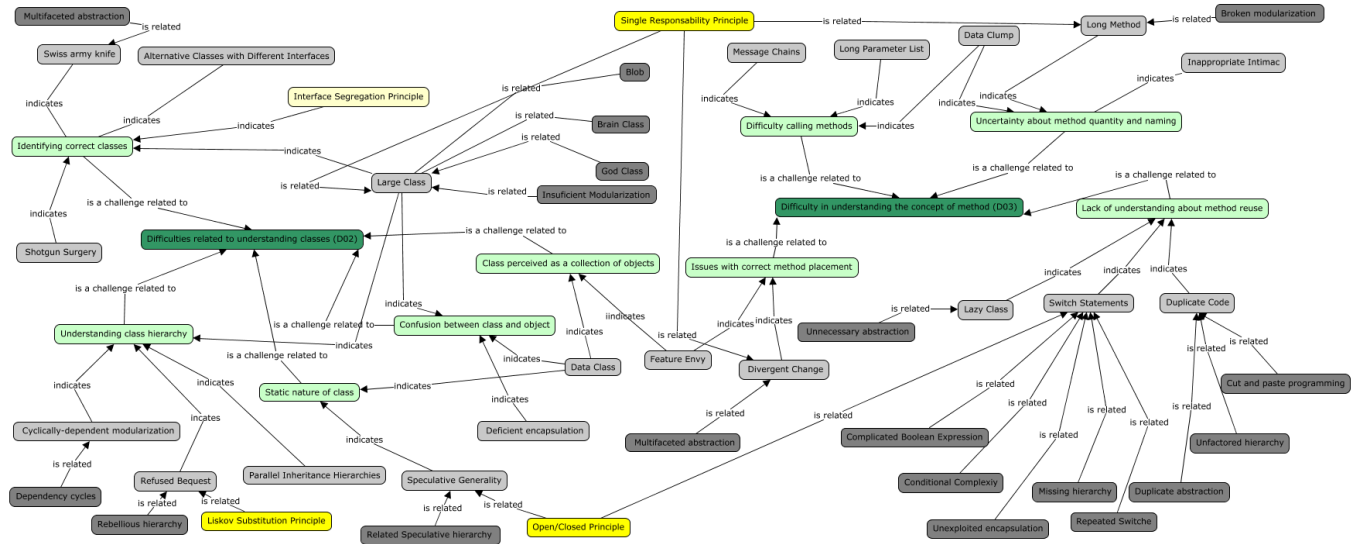 Multifaceted abstraction
is related
Swiss army knife
Alternative Classes with Different Interfaces
indicates
indicates
Interface Segregation Principle
indicates
Identifying correct classes
indicates
indicates
Shotgun Surgery
is a challenge related to
Difficulties related to understanding classes (D02)
Single Responsability Principle
is related
is related
Blob
is related
Brain Class
is related
God Class
is related
Insufficient Modularization
is related
Large Class
Long Method
is related
Broken modularization
Message Chains
Long Parameter List
Data Clump
Inappropriate Intimac
indicates
indicates
indicates
indicates
indicates
indicates
Difficulty calling methods
Uncertainty about method quantity and naming
is a challenge related to
is a challenge related to
is a challenge related to
Difficulty in understanding the concept of method (D03)
Lack of understanding about method reuse
is a challenge related to
Issues with correct method placement
is a challenge related to
Class perceived as a collection of objects
is a challenge related to
Understanding class hierarchy
is a challenge related to
is a challenge related to
indicates
Confusion between class and object
indicates
indicates
indicates
inidcates
Data Class
indicates
Static nature of class
indicates
indicates
Feature Envy
indicates
indicates
is related
Divergent Change
is related
Multifaceted abstraction
indicates
indicates
indicates
is related
Lazy Class
Unnecessary abstraction
Switch Statements
Duplicate Code
is related
is related
Cut and paste programming
is related
Unfactored hierarchy
Duplicate abstraction
is related
Complicated Boolean Expression
is related
Conditional Complexiy
is related
Missing hierarchy
is related
Repeated Switche
is related
Unexploited encapsulation
is related
indicates
Cyclically-dependent modularization
is related
Dependency cycles
incates
Refused Bequest
is related
Rebellious hierarchy
is related
Liskov Substitution Principle
indicates
Parallel Inheritance Hierarchies
indicates
Deficient encapsulation
indicates
Speculative Generality
is related
Related Speculative hierarchy
is related
Open/Closed Principle